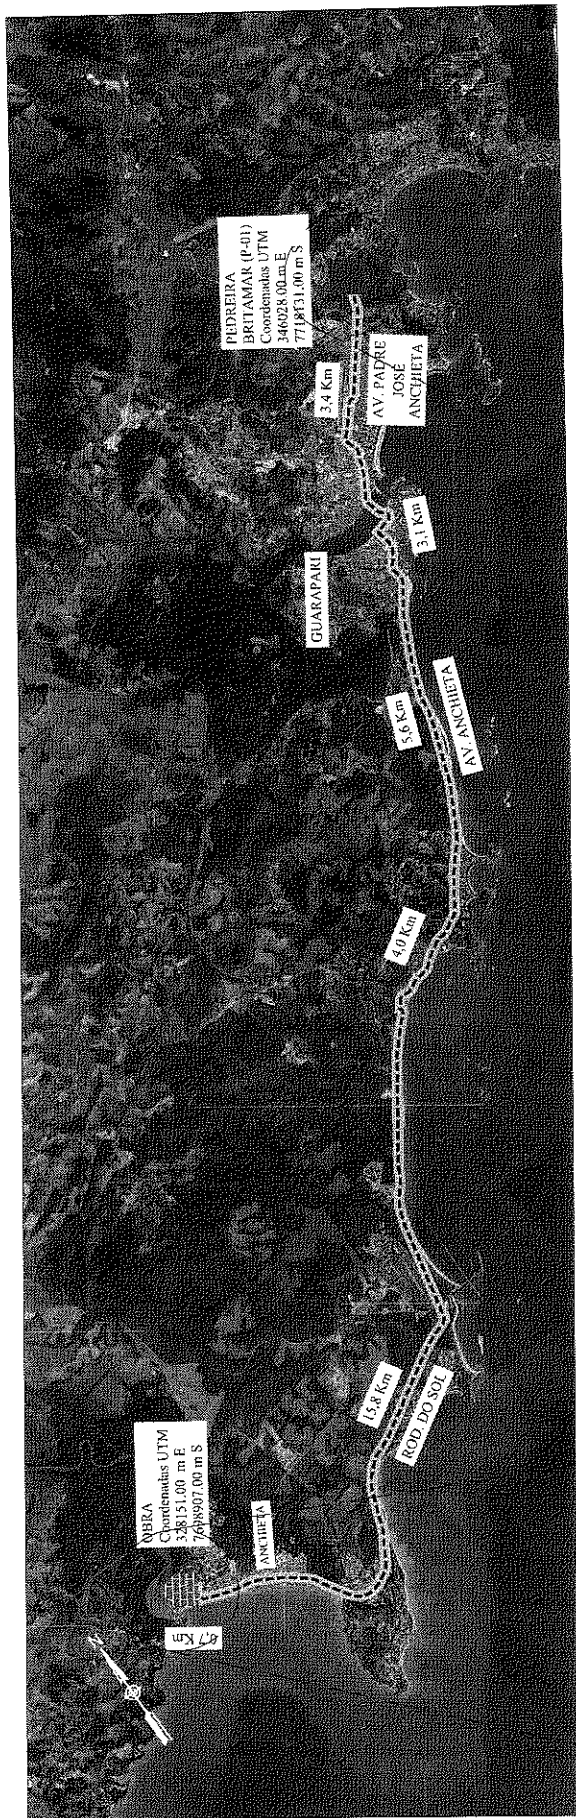 PEDREIRA
BRITAMAR (P-01)
Coordenadas UTM
346028.00 m E
7718131.00 m S
3,4 Km
AV. PADRE
JOSÉ
ANCHIETA
3,1 Km
GUARAPARI
5,6 Km
AV. ANCHIETA
4,0 Km
15,8 Km
ROD. DO SOL
OBRA
Coordenadas UTM
328151.00 m E
7698907.00 m S
ANCHIETA
0,7 Km
N